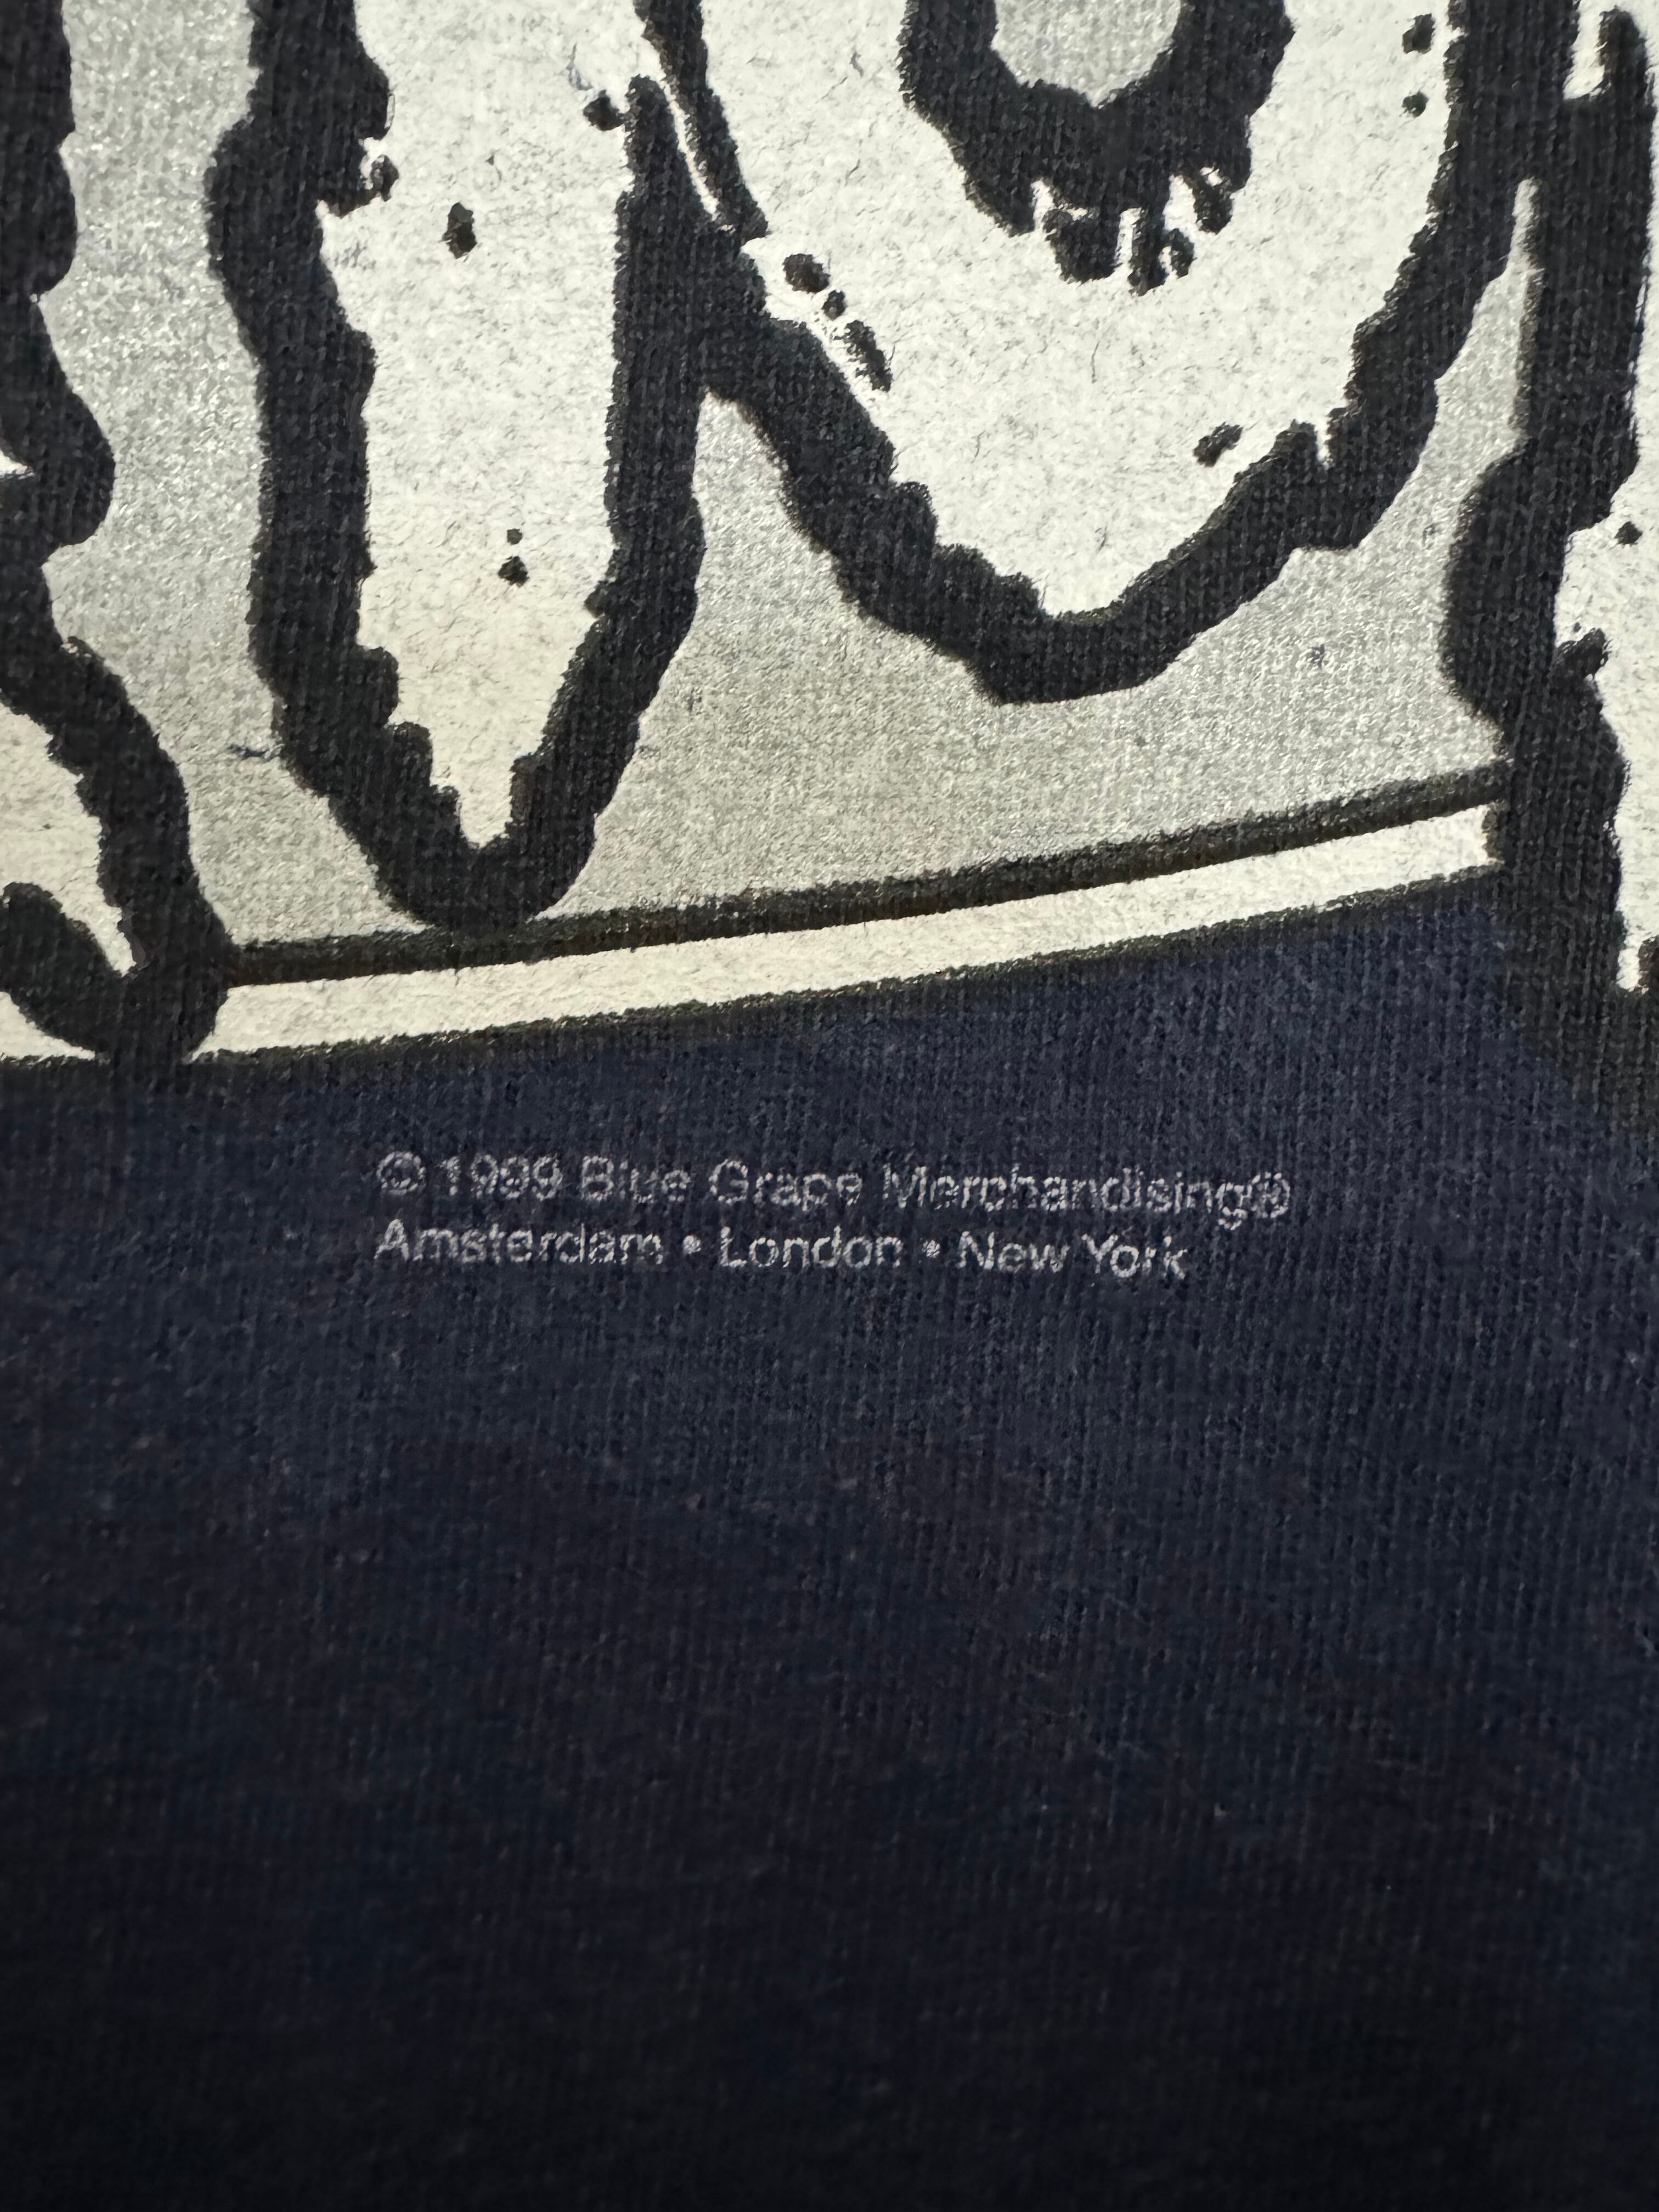 © 1999 Blue Grape Merchandising®
Amsterdam • London • New York